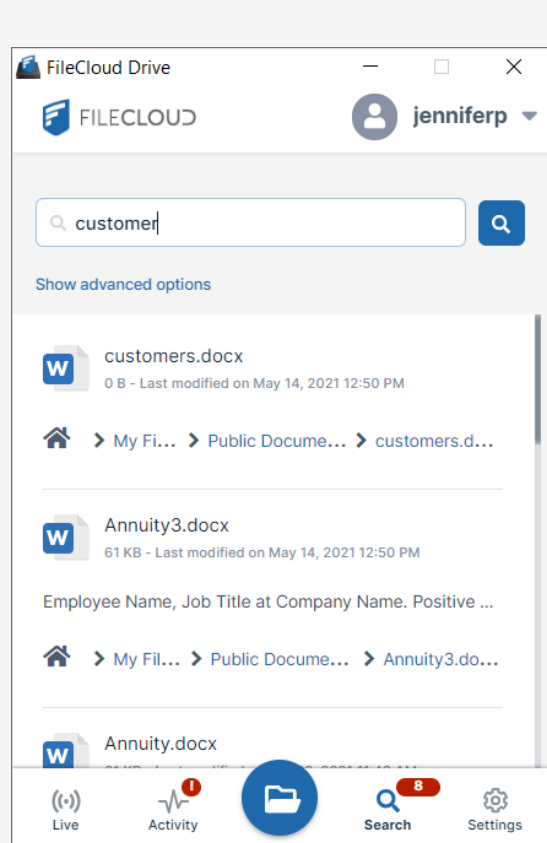 FileCloud Drive
FILECLOUD
jenniferp
customer
Show advanced options
customers.docx
0 B - Last modified on May 14, 2021 12:50 PM
My Fi... Public Docume... customers.d...
Annuity3.docx
61 KB - Last modified on May 14, 2021 12:50 PM
Employee Name, Job Title at Company Name. Positive ...
My Fil... Public Docume... Annuity3.do...
Annuity.docx
! 8
Live Activity Search Settings